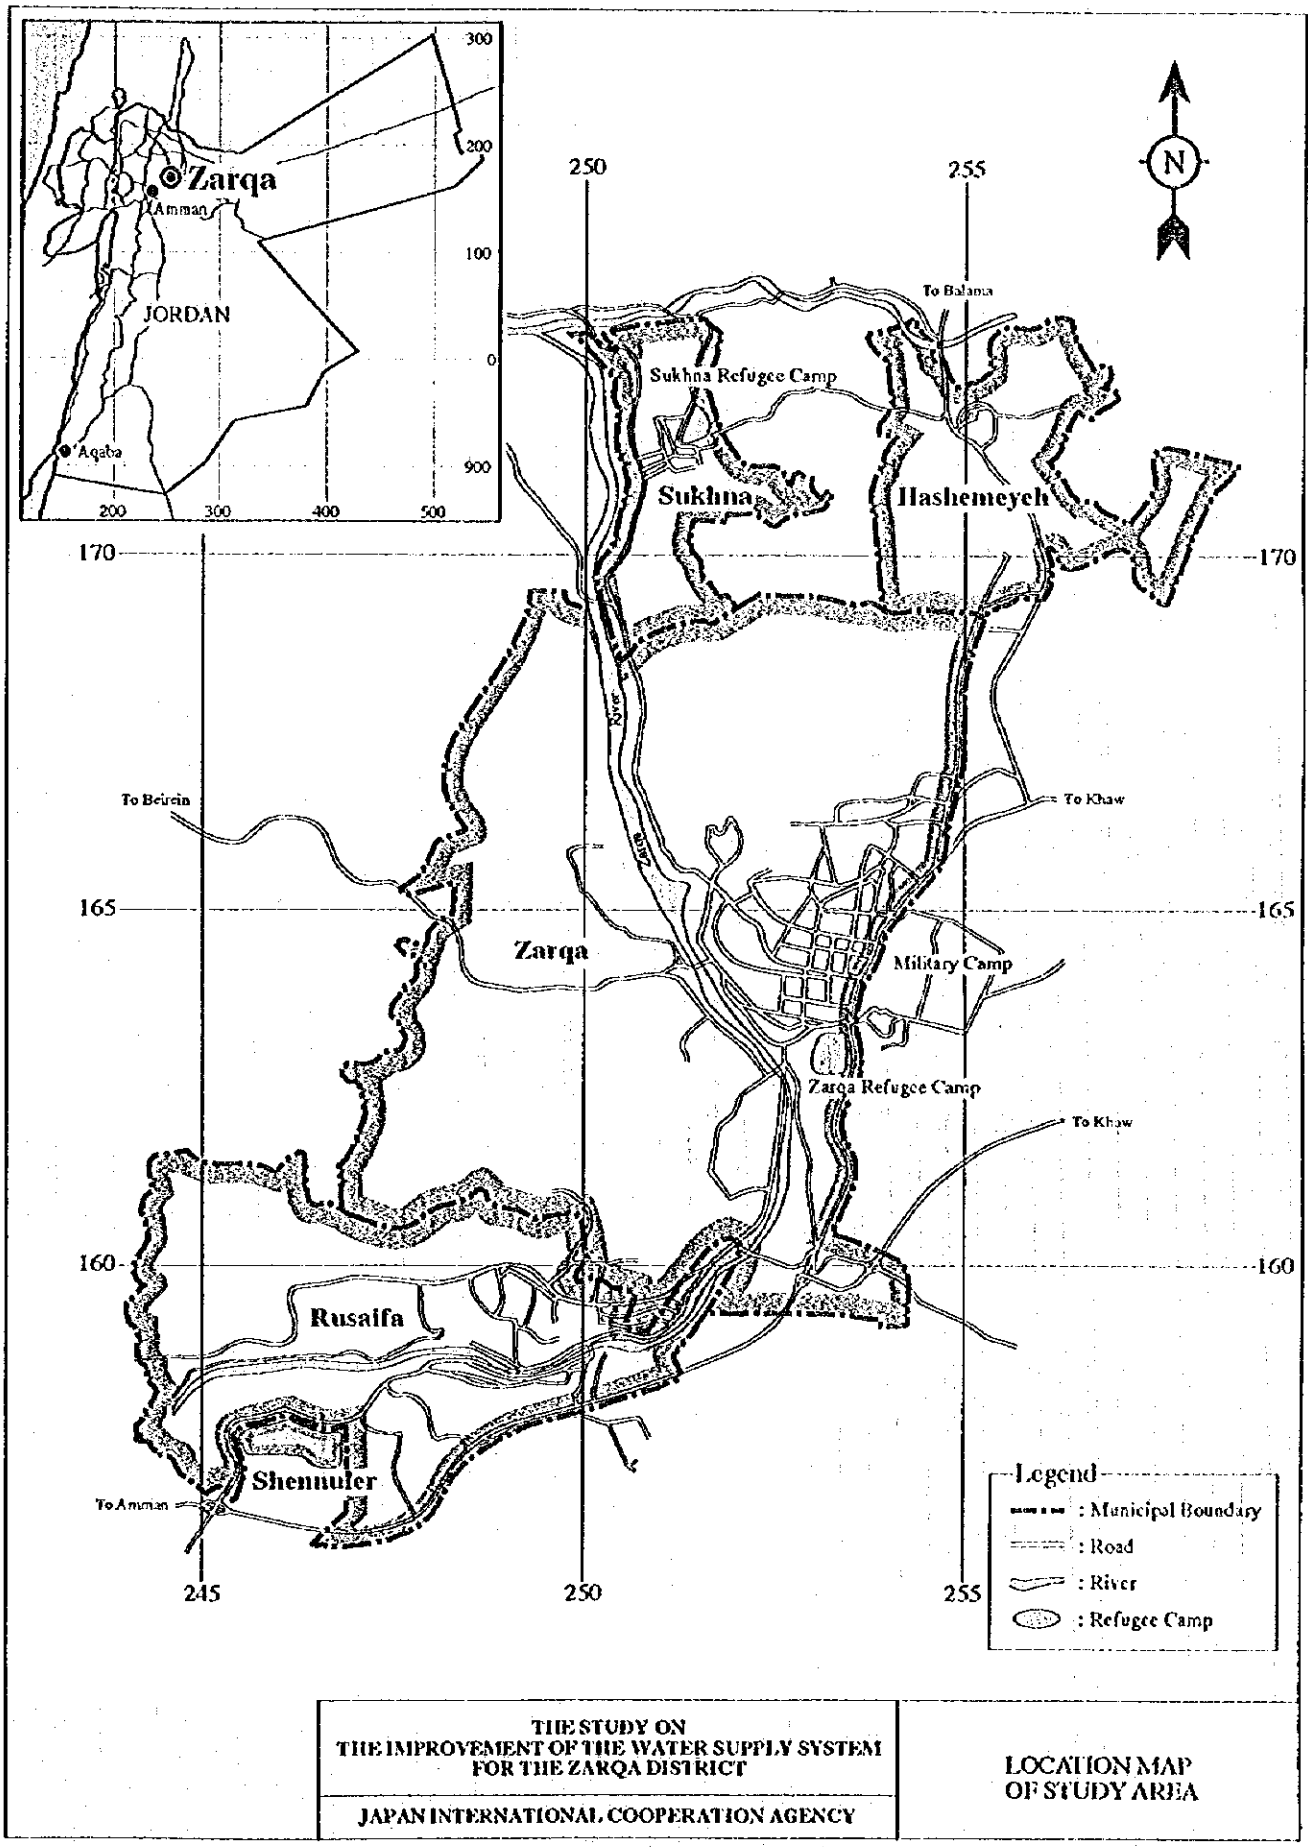 300
200
Zarqa
Amman
100
JORDAN
0
Aqaba
900
200
300
400
500
250
255
N
To Balama
Sukhna Refugee Camp
Sukhna
Hashemeyeh
170
170
River
To Beirein
To Khaw
Zarqa
165
165
Zarqa
Military Camp
Zarqa Refugee Camp
To Khaw
160
160
Rusaifa
Shennuler
To Amman
245
250
255
Legend
: Municipal Boundary
: Road
: River
: Refugee Camp
THE STUDY ON
THE IMPROVEMENT OF THE WATER SUPPLY SYSTEM
FOR THE ZARQA DISTRICT
JAPAN INTERNATIONAL COOPERATION AGENCY
LOCATION MAP
OF STUDY AREA